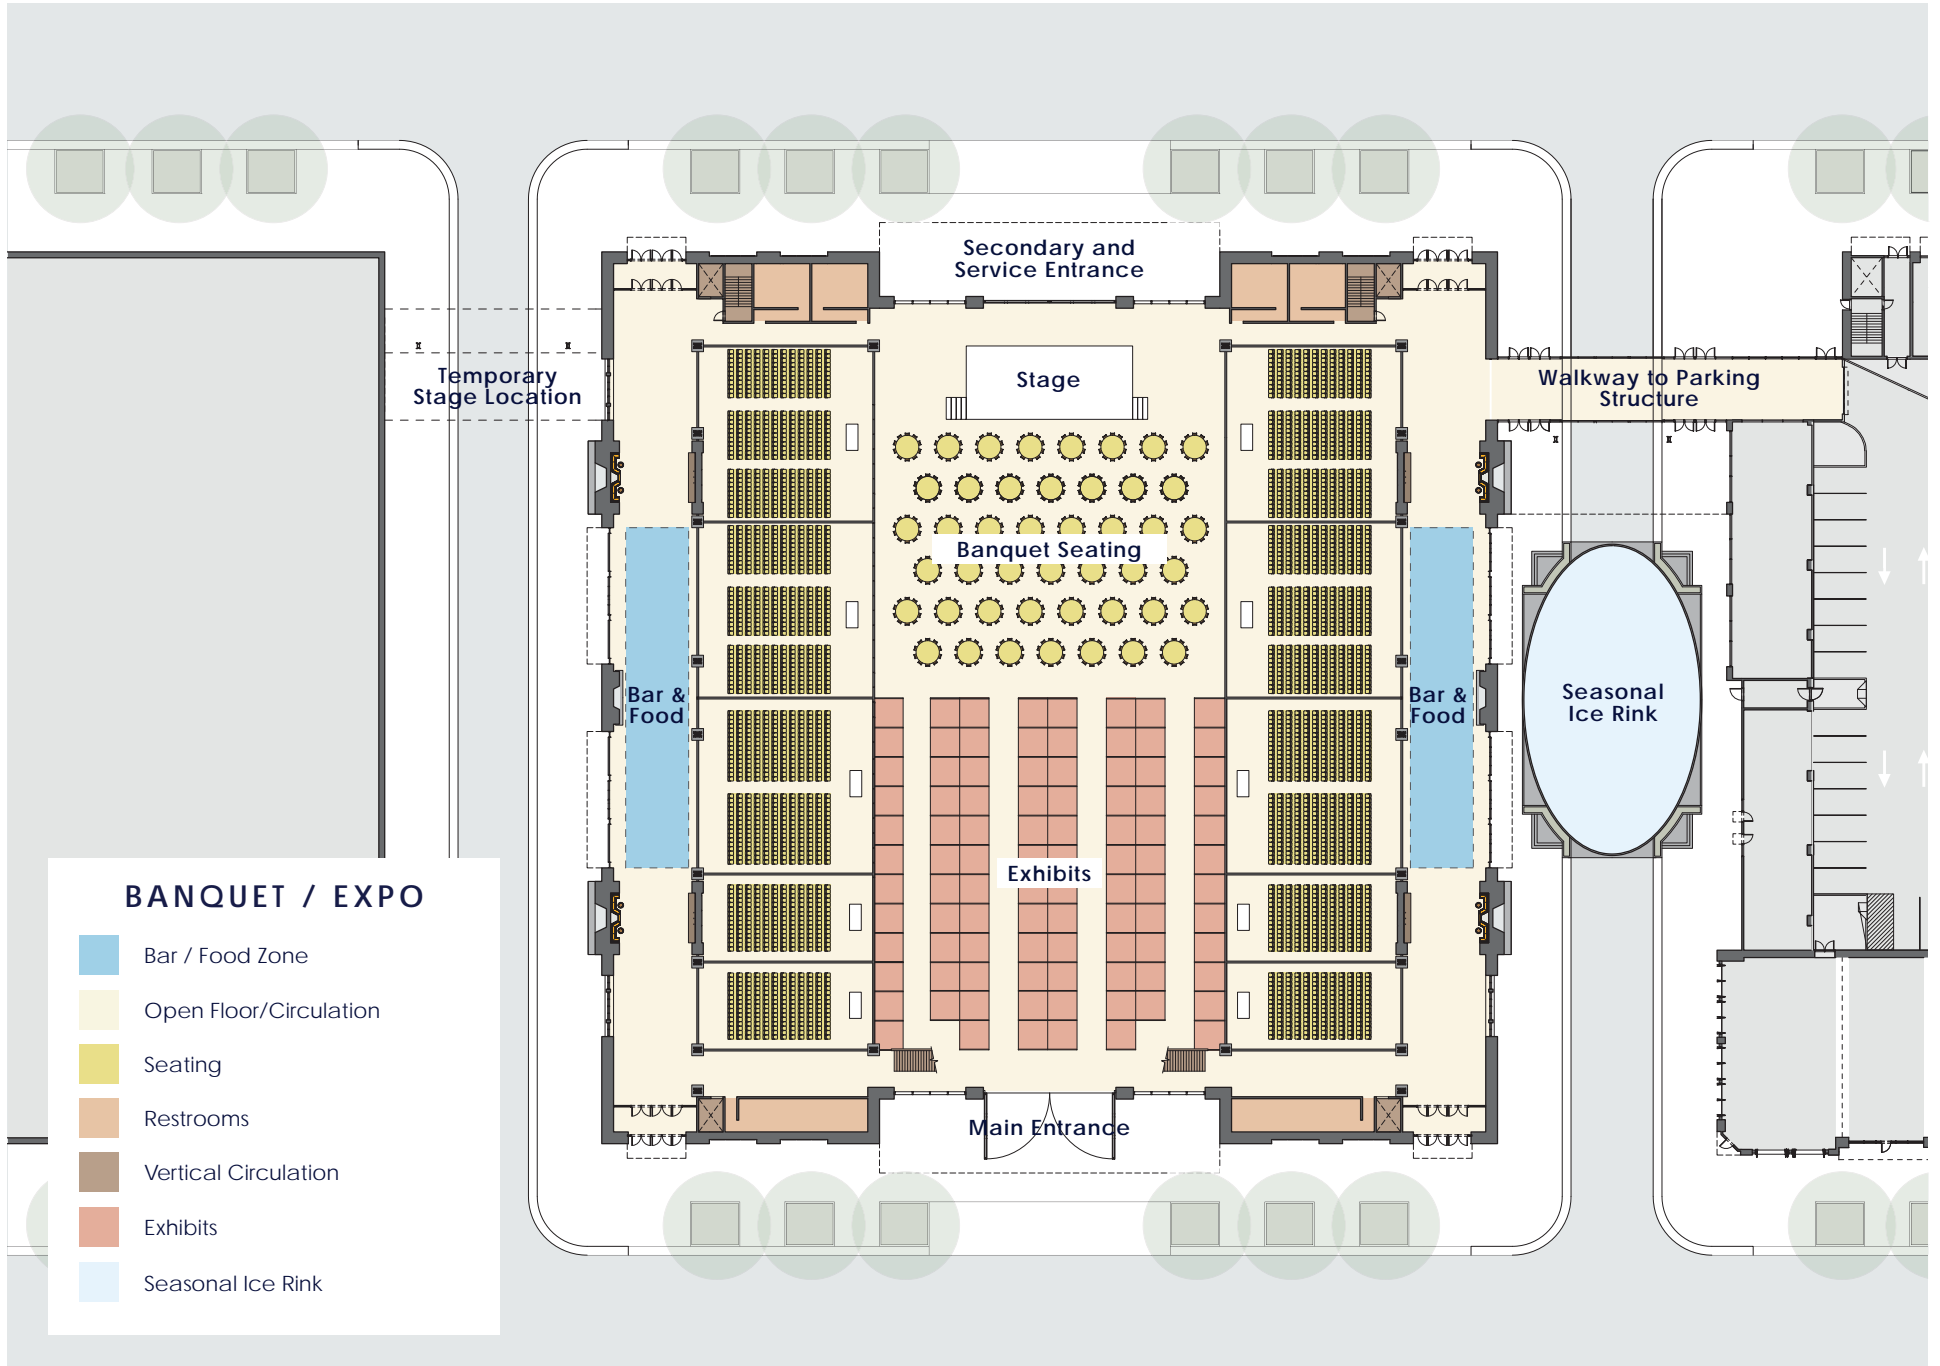 Secondary and
Service Entrance
Temporary
Stage Location
Stage
Walkway to Parking
Structure
Banquet Seating
Bar &
Food
Bar &
Food
Seasonal
Ice Rink
Exhibits
Main Entrance
BANQUET / EXPO
Bar / Food Zone
Open Floor/Circulation
Seating
Restrooms
Vertical Circulation
Exhibits
Seasonal Ice Rink